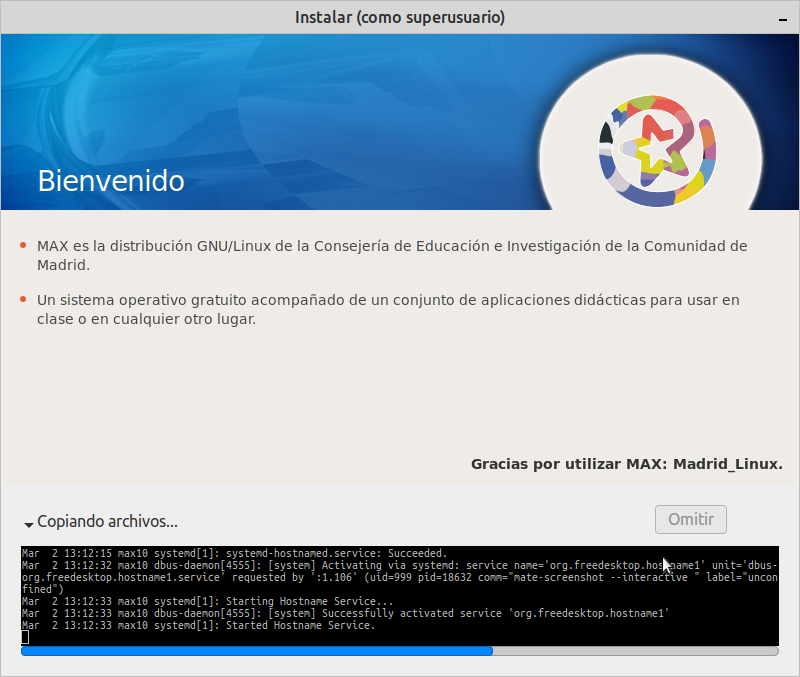 Instalar (como superusuario)
Bienvenido
MAX es la distribución GNU/Linux de la Consejería de Educación e Investigación de la Comunidad de
Madrid.
Un sistema operativo gratuito acompañado de un conjunto de aplicaciones didácticas para usar en
clase o en cualquier otro lugar.
Gracias por utilizar MAX: Madrid_Linux.
Copiando archivos...
Omitir
Mar  2 13:12:15 max10 systemd[1]: systemd-hostnamed.service: Succeeded.
Mar  2 13:12:32 max10 dbus-daemon[4555]: [system] Activating via systemd: service name='org.freedesktop.hostname1' unit='dbus-
org.freedesktop.hostname1.service' requested by ':1.106' (uid=999 pid=18632 comm="mate-screenshot --interactive " label="uncon
fined")
Mar  2 13:12:33 max10 systemd[1]: Starting Hostname Service...
Mar  2 13:12:33 max10 dbus-daemon[4555]: [system] Successfully activated service 'org.freedesktop.hostname1'
Mar  2 13:12:33 max10 systemd[1]: Started Hostname Service.